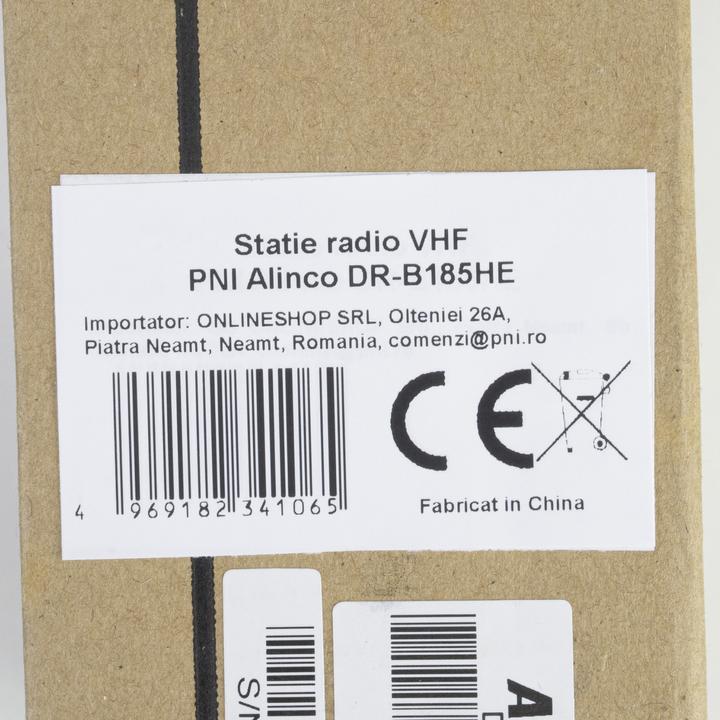 Statie radio VHF
PNI Alinco DR-B185HE
Importator: ONLINESHOP SRL, Olteniei 26A,
Piatra Neamt, Neamt, Romania, comenzi@pni.ro
4 969182 341065
CE
Fabricat in China